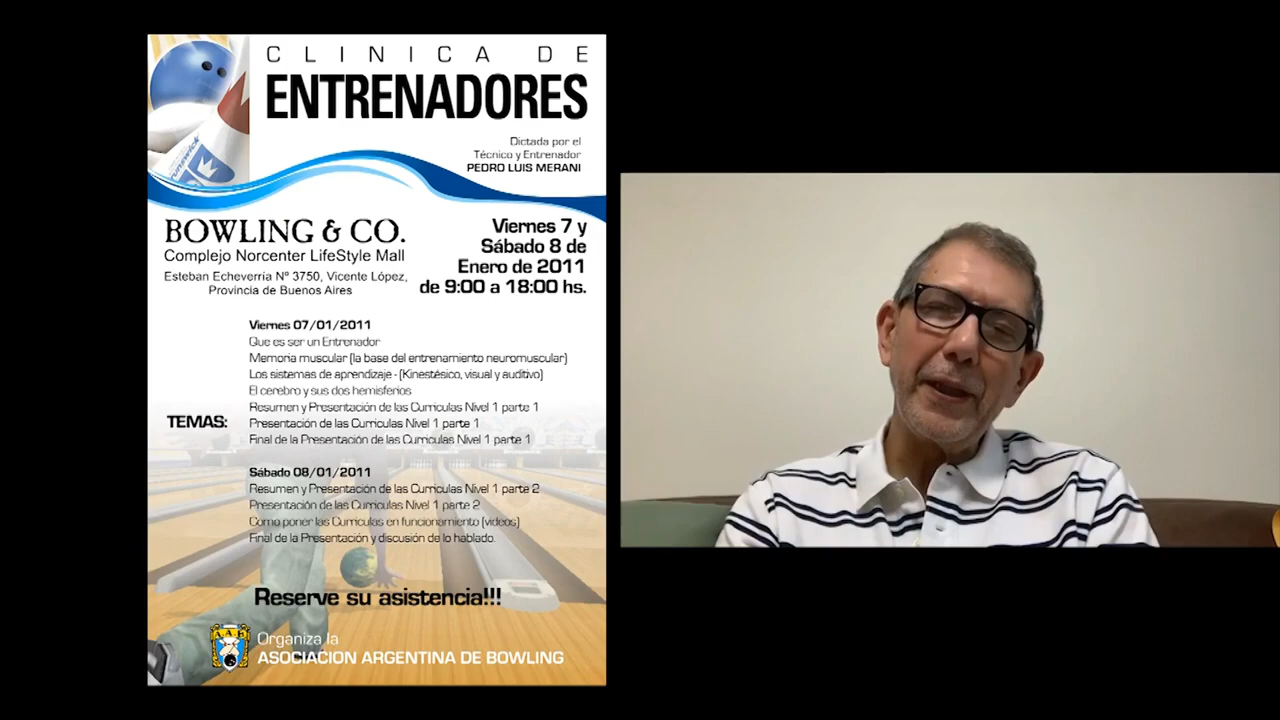 CLINICA DE
ENTRENADORES
Dictada por el
Técnico y Entrenador
PEDRO LUIS MERANI
BOWLING & CO.
Complejo Norcenter LifeStyle Mall
Esteban Echeverría Nº 3750, Vicente López,
Provincia de Buenos Aires
Viernes 7 y
Sábado 8 de
Enero de 2011
de 9:00 a 18:00 hs.
TEMAS:
Viernes 07/01/2011
Que es ser un Entrenador
Memoria muscular (la base del entrenamiento neuromuscular)
Los sistemas de aprendizaje - (Kinestésico, visual y auditivo)
El cerebro y sus dos hemisferios
Resumen y Presentación de las Curriculas Nivel 1 parte 1
Presentación de las Curriculas Nivel 1 parte 1
Final de la Presentación de las Curriculas Nivel 1 parte 1
Sábado 08/01/2011
Resumen y Presentación de las Curriculas Nivel 1 parte 2
Presentación de las Curriculas Nivel 1 parte 2
Como poner las Curriculas en funcionamiento (videos)
Final de la Presentación y discusión de lo hablado.
Reserve su asistencia!!!
A A B
Organiza la
ASOCIACION ARGENTINA DE BOWLING